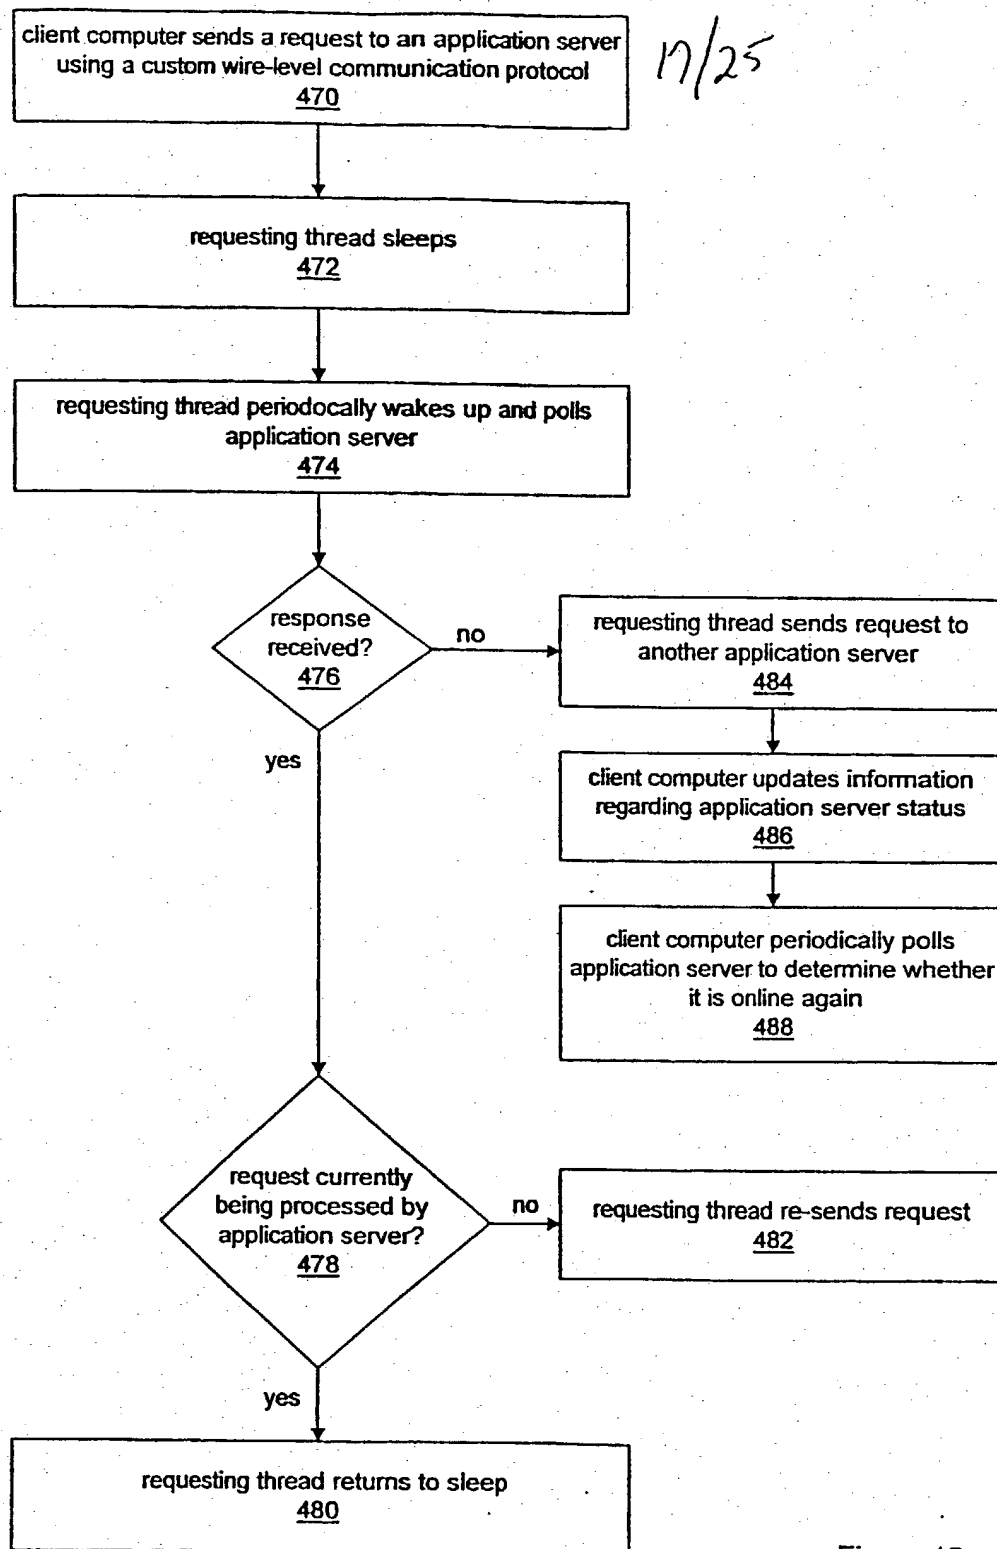 client computer sends a request to an application server
using a custom wire-level communication protocol
470
17/25
requesting thread sleeps
472
requesting thread periodocally wakes up and polls
application server
474
response
received?
476
no
requesting thread sends request to
another application server
484
yes
client computer updates information
regarding application server status
486
client computer periodically polls
application server to determine whether
it is online again
488
request currently
being processed by
application server?
478
no
requesting thread re-sends request
482
yes
requesting thread returns to sleep
480